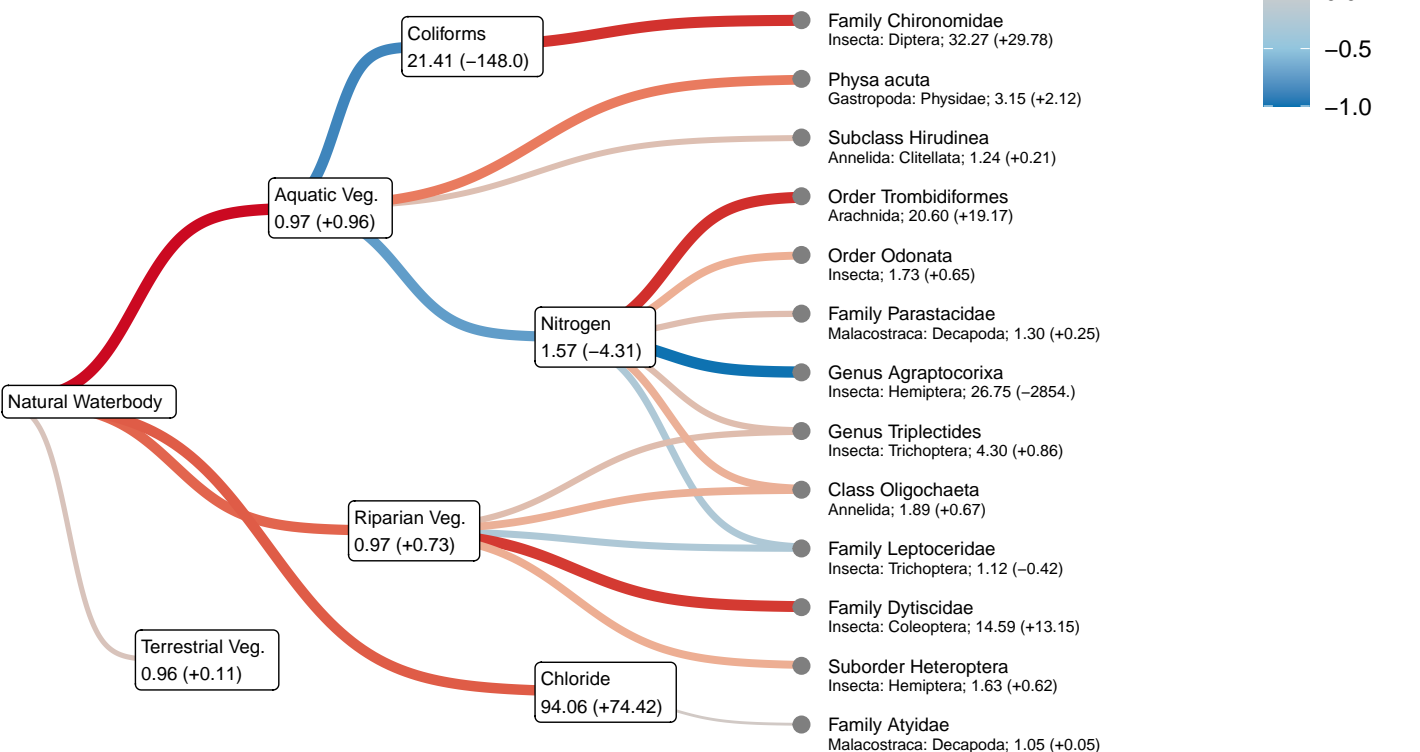 Coliforms
21.41 (−148.0)
Aquatic Veg.
0.97 (+0.96)
Nitrogen
1.57 (−4.31)
Natural Waterbody
Riparian Veg.
0.97 (+0.73)
Terrestrial Veg.
0.96 (+0.11)
Chloride
94.06 (+74.42)
Family Chironomidae
Insecta: Diptera; 32.27 (+29.78)
Physa acuta
Gastropoda: Physidae; 3.15 (+2.12)
Subclass Hirudinea
Annelida: Clitellata; 1.24 (+0.21)
Order Trombidiformes
Arachnida; 20.60 (+19.17)
Order Odonata
Insecta; 1.73 (+0.65)
Family Parastacidae
Malacostraca: Decapoda; 1.30 (+0.25)
Genus Agraptocorixa
Insecta: Hemiptera; 26.75 (−2854.)
Genus Triplectides
Insecta: Trichoptera; 4.30 (+0.86)
Class Oligochaeta
Annelida; 1.89 (+0.67)
Family Leptoceridae
Insecta: Trichoptera; 1.12 (−0.42)
Family Dytiscidae
Insecta: Coleoptera; 14.59 (+13.15)
Suborder Heteroptera
Insecta: Hemiptera; 1.63 (+0.62)
Family Atyidae
Malacostraca: Decapoda; 1.05 (+0.05)
−0.5
−1.0